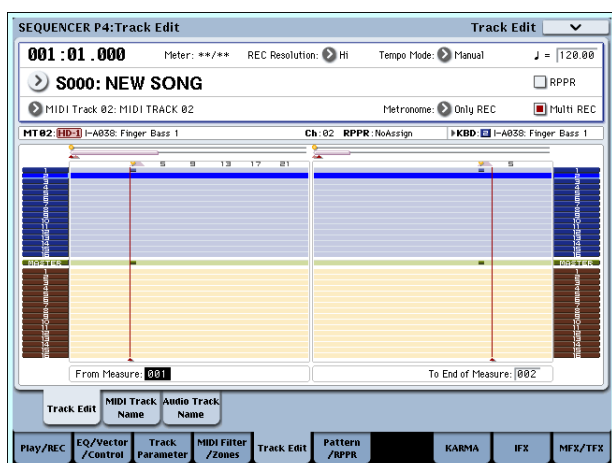 SEQUENCER P4:Track Edit Track Edit
001:01.000 Meter: **/** REC Resolution: Hi Tempo Mode: Manual ♩ = 120.00
S000: NEW SONG RPPR
MIDI Track 02: MIDI TRACK 02 Metronome: Only REC Multi REC
MT02: HD-1 I-A038: Finger Bass 1 Ch:02 RPPR:NoAssign KBD: I-A038: Finger Bass 1
5 9 13 17 21 5
MASTER MASTER
From Measure: 001 To End of Measure: 002
Track Edit MIDI Track Name Audio Track Name
Play/REC EQ/Vector /Control Track Parameter MIDI Filter /Zones Track Edit Pattern /RPPR KARMA IFX MFX/TFX